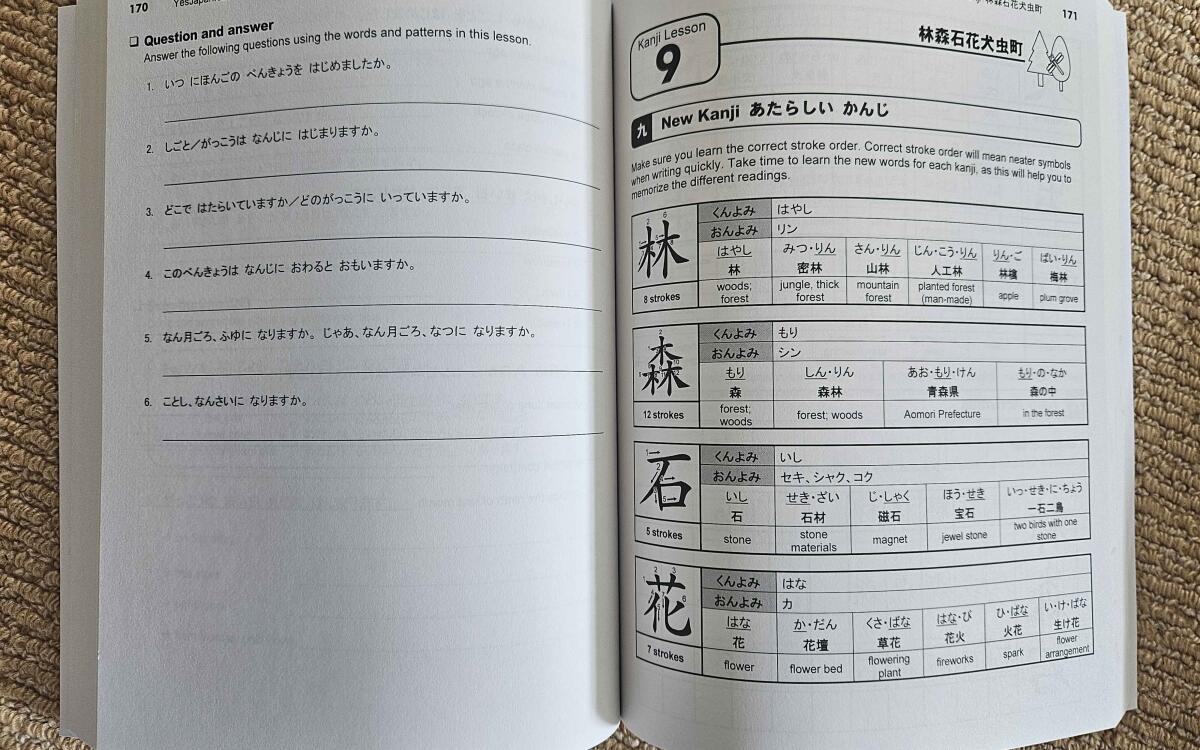 170
❏ Question and answer
Answer the following questions using the words and patterns in this lesson.
1. いつ にほんごの べんきょうを はじめましたか。
2. しごと／がっこうは なんじに はじまりますか。
3. どこで はたらいていますか／どのがっこうに いっていますか。
4. このべんきょうは なんじに おわると おもいますか。
5. なん月ごろ、ふゆに なりますか。じゃあ、なん月ごろ、なつに なりますか。
6. ことし、なんさいに なりますか。
林森石花犬虫町 171
Kanji Lesson
9
林森石花犬虫町
九 New Kanji あたらしい かんじ
Make sure you learn the correct stroke order. Correct stroke order will mean neater symbols
when writing quickly. Take time to learn the new words for each kanji, as this will help you to
memorize the different readings.
林
8 strokes
くんよみ はやし
おんよみ リン
はやし みつ・りん さん・りん じん・こう・りん りん・ご ばい・りん
林 密林 山林 人工林 林檎 梅林
woods; forest jungle, thick forest mountain forest planted forest (man-made) apple plum grove
森
12 strokes
くんよみ もり
おんよみ シン
もり しん・りん あお・もり・けん もり・の・なか
森 森林 青森県 森の中
forest; woods forest; woods Aomori Prefecture in the forest
石
5 strokes
くんよみ いし
おんよみ セキ、シャク、コク
いし せき・ざい じ・しゃく ほう・せき いっ・せき・に・ちょう
石 石材 磁石 宝石 一石二鳥
stone stone materials magnet jewel stone two birds with one stone
花
7 strokes
くんよみ はな
おんよみ カ
はな か・だん くさ・ばな はな・び ひ・ばな い・け・ばな
花 花壇 草花 花火 火花 生け花
flower flower bed flowering plant fireworks spark flower arrangement